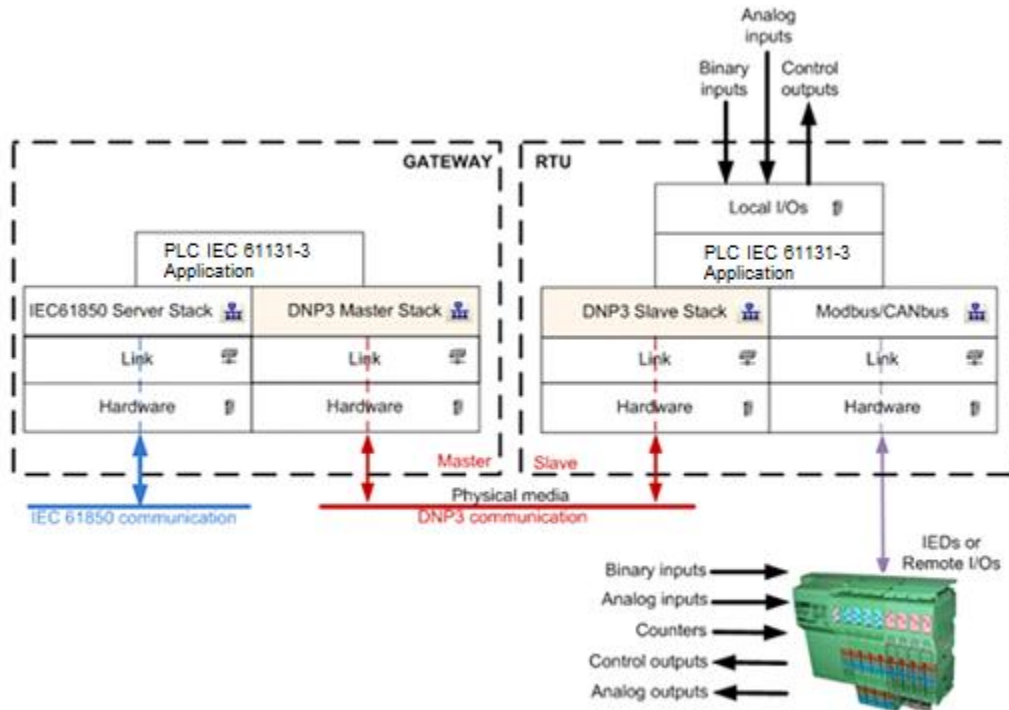 Analog
inputs
Binary
inputs
Control
outputs
GATEWAY
RTU
Local I/Os
PLC IEC 61131-3
Application
PLC IEC 61131-3
Application
IEC61850 Server Stack
DNP3 Master Stack
DNP3 Slave Stack
Modbus/CANbus
Link
Link
Link
Link
Hardware
Hardware
Hardware
Hardware
Master
Slave
Physical media
IEC 61850 communication
DNP3 communication
IEDs or
Remote I/Os
Binary inputs
Analog inputs
Counters
Control outputs
Analog outputs